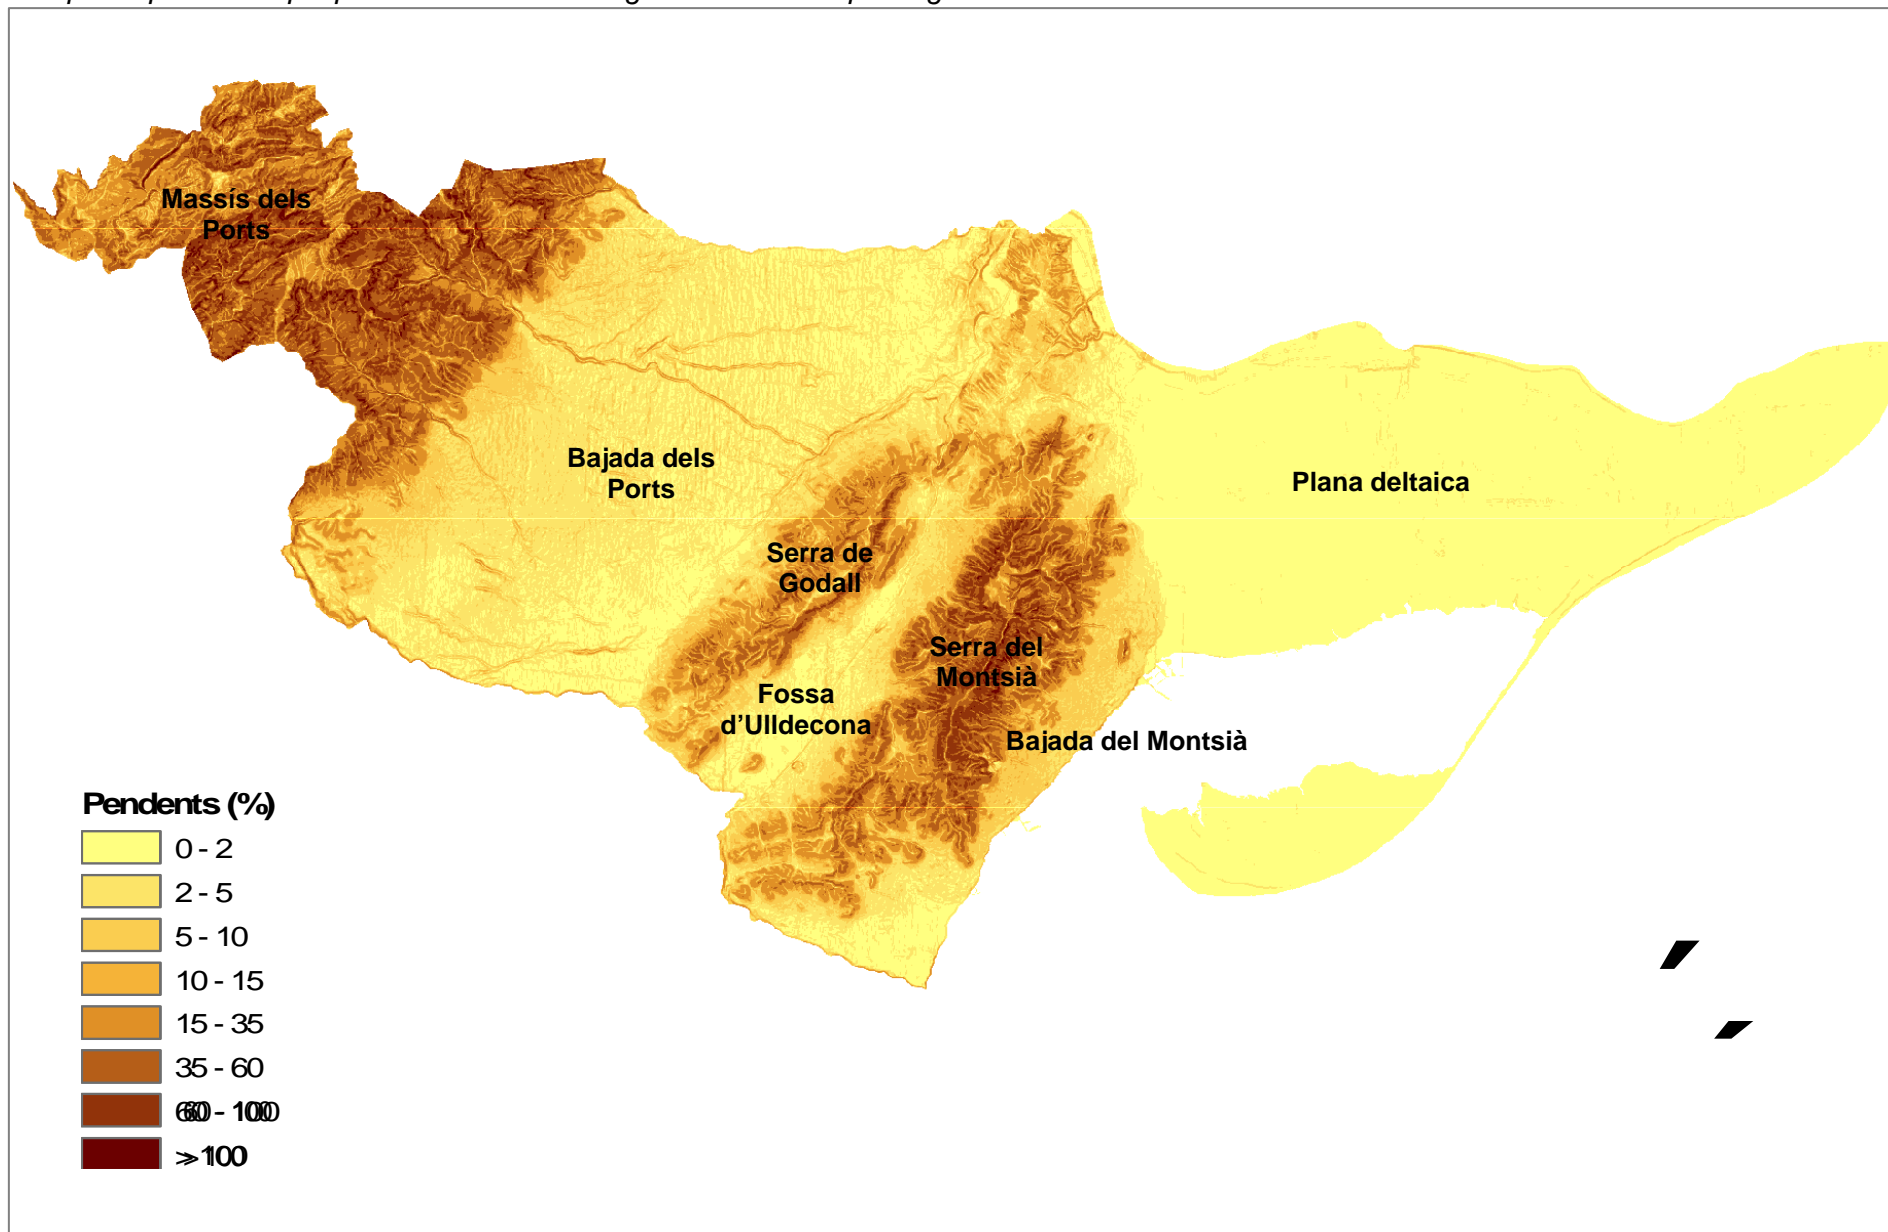 Massís dels
Ports
Bajada dels
Ports
Plana deltaica
Serra de
Godall
Serra del
Montsià
Fossa
d'Ulldecona
Bajada del Montsià
Pendents (%)
0 - 2
2 - 5
5 - 10
10 - 15
15 - 35
35 - 60
60 - 100
>100